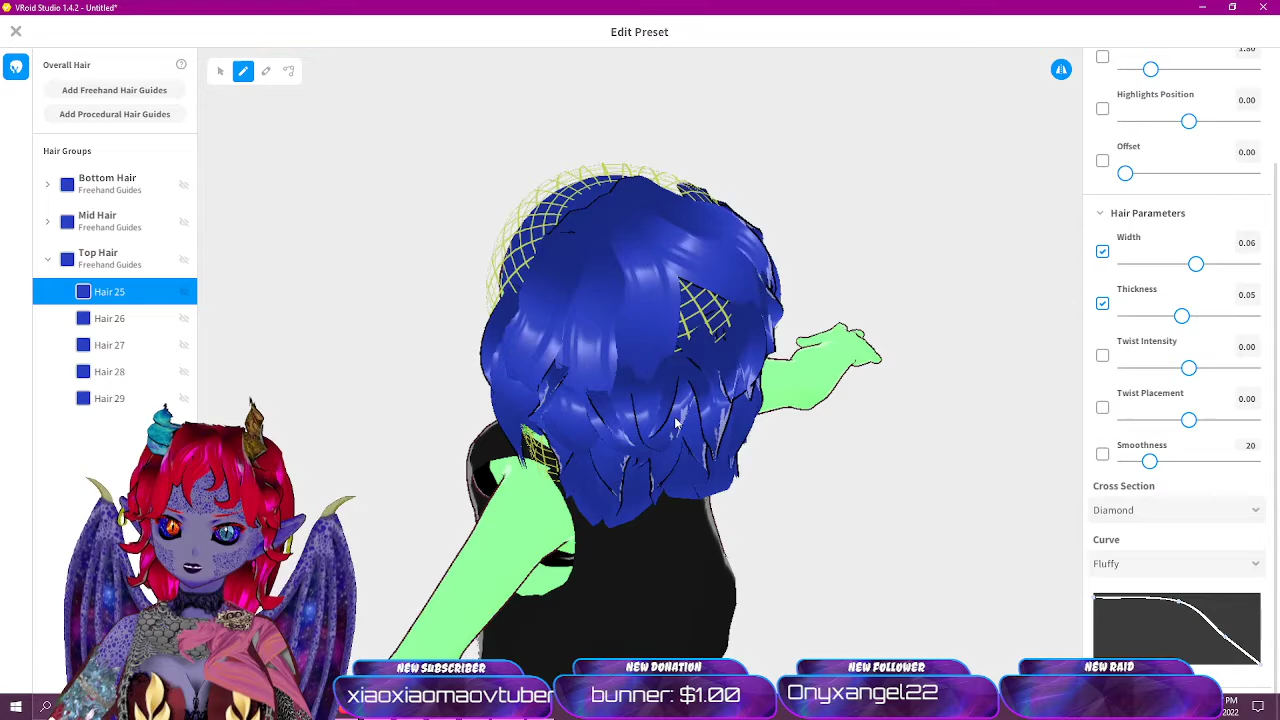 VRoid Studio 1.4.2 - Untitled*
Edit Preset
Overall Hair
Add Freehand Hair Guides
Add Procedural Hair Guides
Hair Groups
Bottom Hair
Freehand Guides
Mid Hair
Freehand Guides
Top Hair
Freehand Guides
Hair 25
Hair 26
Hair 27
Hair 28
Hair 29
1.80
Highlights Position
0.00
Offset
0.00
Hair Parameters
Width
0.06
Thickness
0.05
Twist Intensity
0.00
Twist Placement
0.00
Smoothness
20
Cross Section
Diamond
Curve
Fluffy
NEW SUBSCRIBER
xiaoxiaomaovtuber
NEW DONATION
bunner: $1.00
NEW FOLLOWER
Onyxangel22
NEW RAID
PM